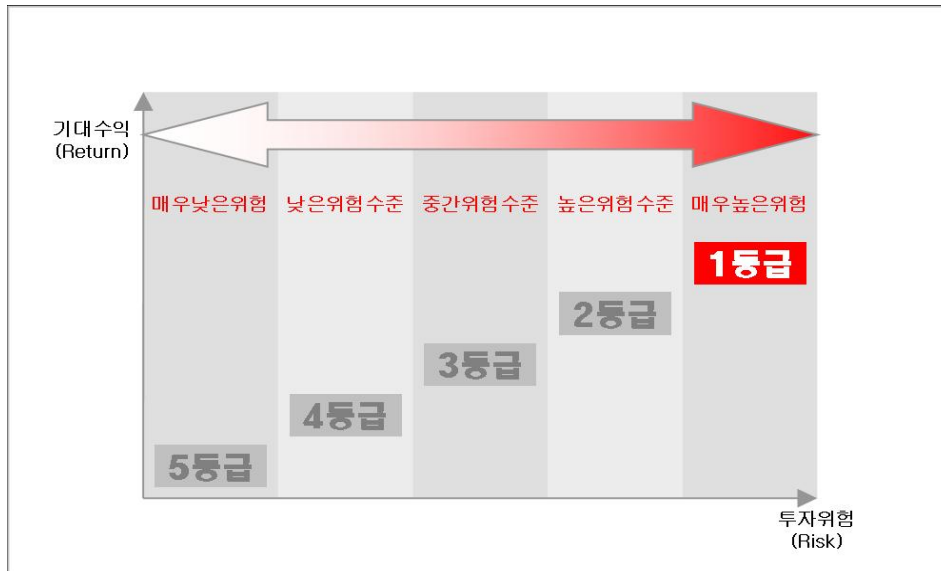 기대수익
(Return)
매우낮은위험 낮은위험수준 중간위험수준 높은위험수준 매우높은위험
1등급
2등급
3등급
4등급
5등급
투자위험
(Risk)